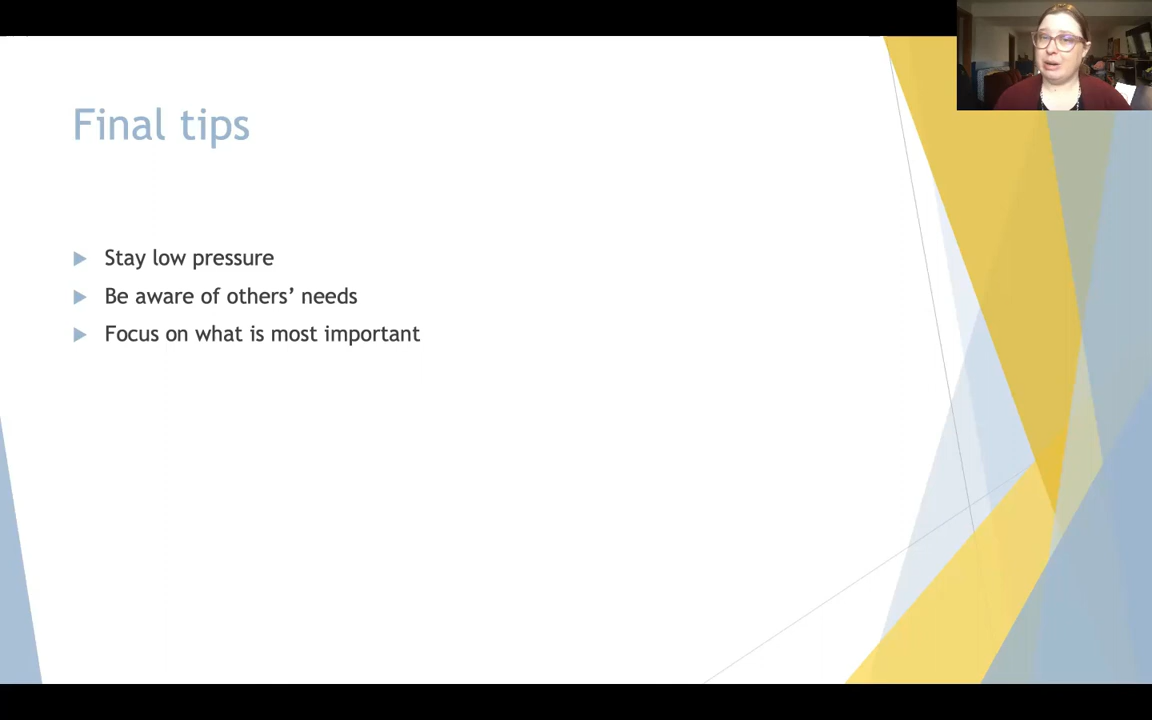 Final tips
Stay low pressure
Be aware of others’ needs
Focus on what is most important